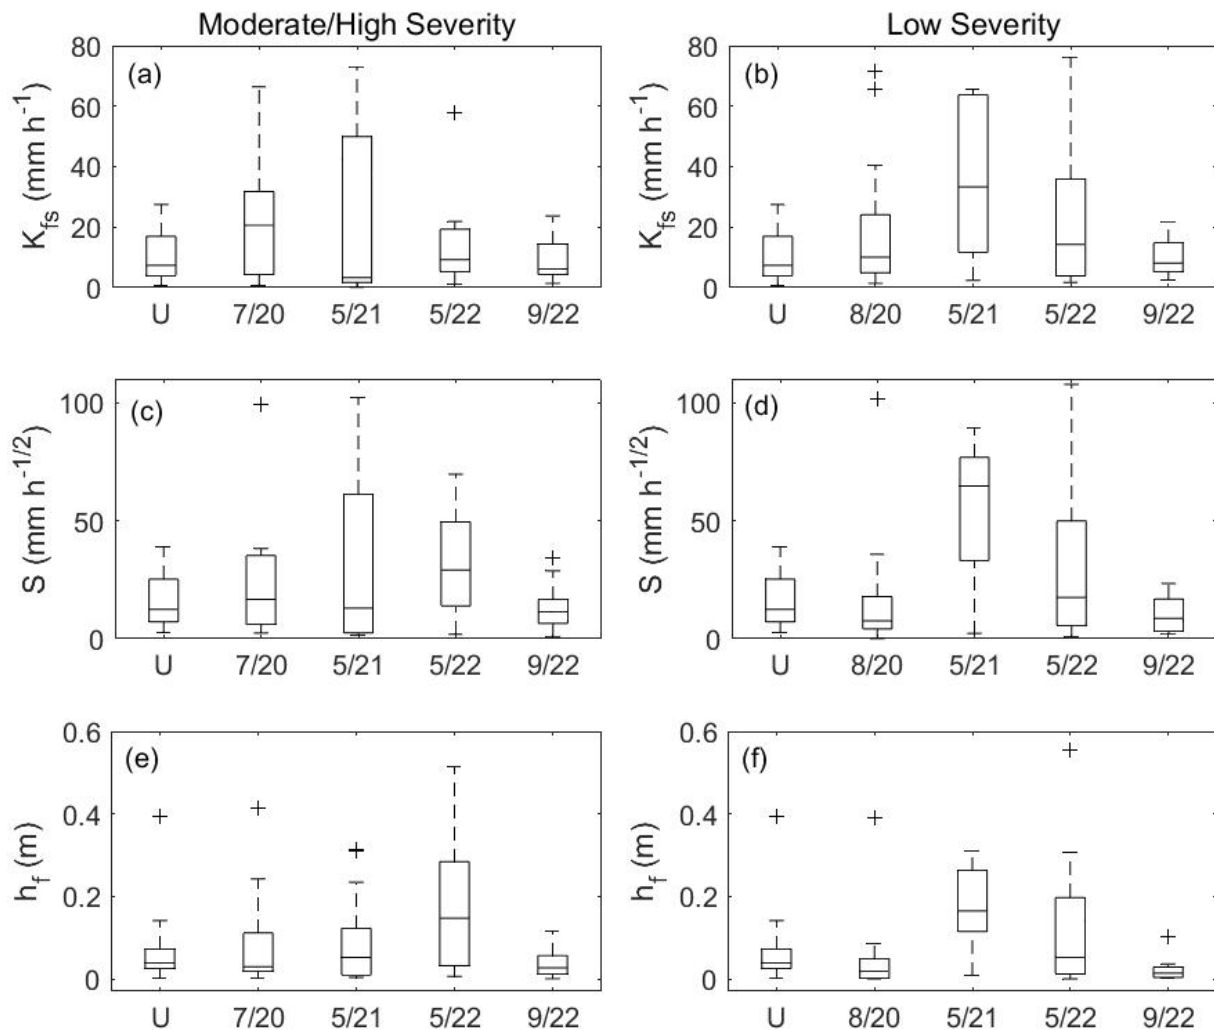 Moderate/High Severity
Low Severity
(a)
80
60
40
20
0
K_fs (mm h^-1)
U 7/20 5/21 5/22 9/22
(b)
80
60
40
20
0
K_fs (mm h^-1)
U 8/20 5/21 5/22 9/22
(c)
100
50
0
S (mm h^-1/2)
U 7/20 5/21 5/22 9/22
(d)
100
50
0
S (mm h^-1/2)
U 8/20 5/21 5/22 9/22
(e)
0.6
0.4
0.2
0
h_f (m)
U 7/20 5/21 5/22 9/22
(f)
0.6
0.4
0.2
0
h_f (m)
U 8/20 5/21 5/22 9/22